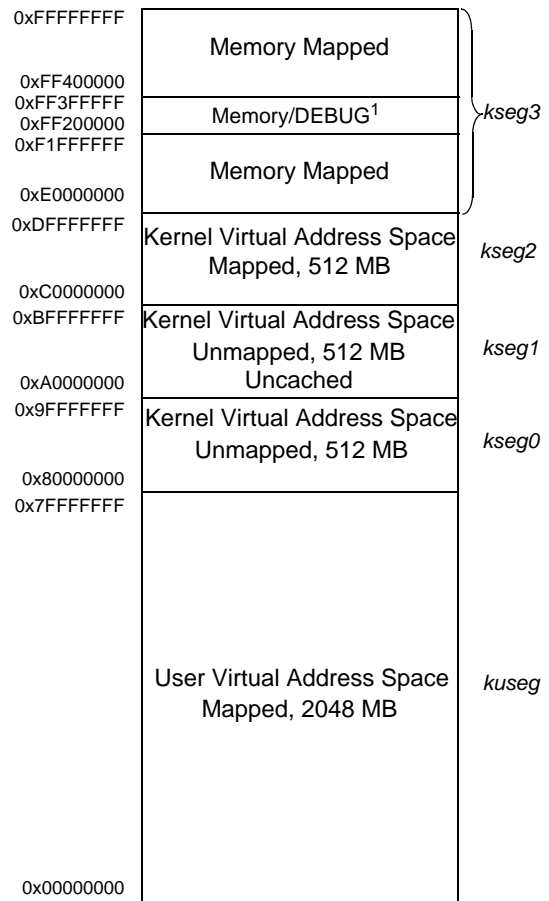 0xFFFFFFFF
Memory Mapped
0xFF400000
0xFF3FFFFF
Memory/DEBUG1
kseg3
0xFF200000
0xF1FFFFFF
Memory Mapped
0xE0000000
0xDFFFFFFF
Kernel Virtual Address Space
Mapped, 512 MB
kseg2
0xC0000000
0xBFFFFFFF
Kernel Virtual Address Space
Unmapped, 512 MB
Uncached
kseg1
0xA0000000
0x9FFFFFFF
Kernel Virtual Address Space
Unmapped, 512 MB
kseg0
0x80000000
0x7FFFFFFF
User Virtual Address Space
Mapped, 2048 MB
kuseg
0x00000000